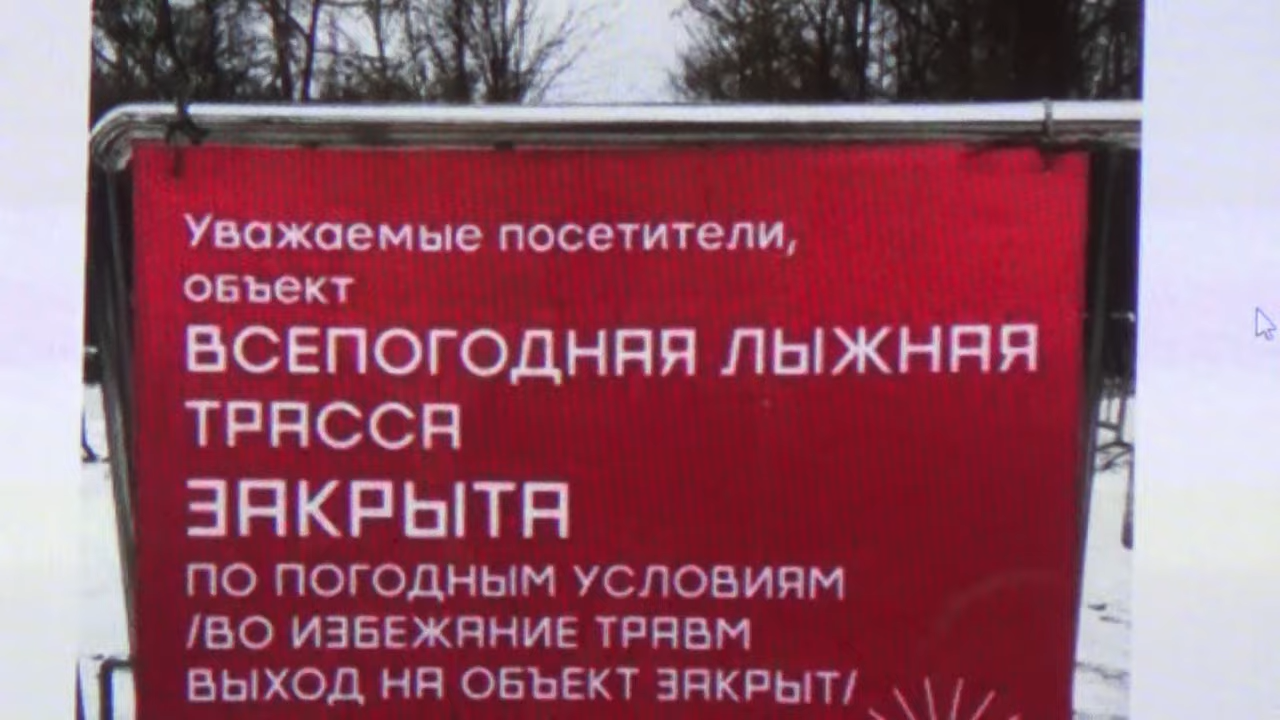 Уважаемые посетители,
объект
ВСЕПОГОДНАЯ ЛЫЖНАЯ
ТРАССА
ЗАКРЫТА
ПО ПОГОДНЫМ УСЛОВИЯМ
/ВО ИЗБЕЖАНИЕ ТРАВМ
ВЫХОД НА ОБЪЕКТ ЗАКРЫТ/